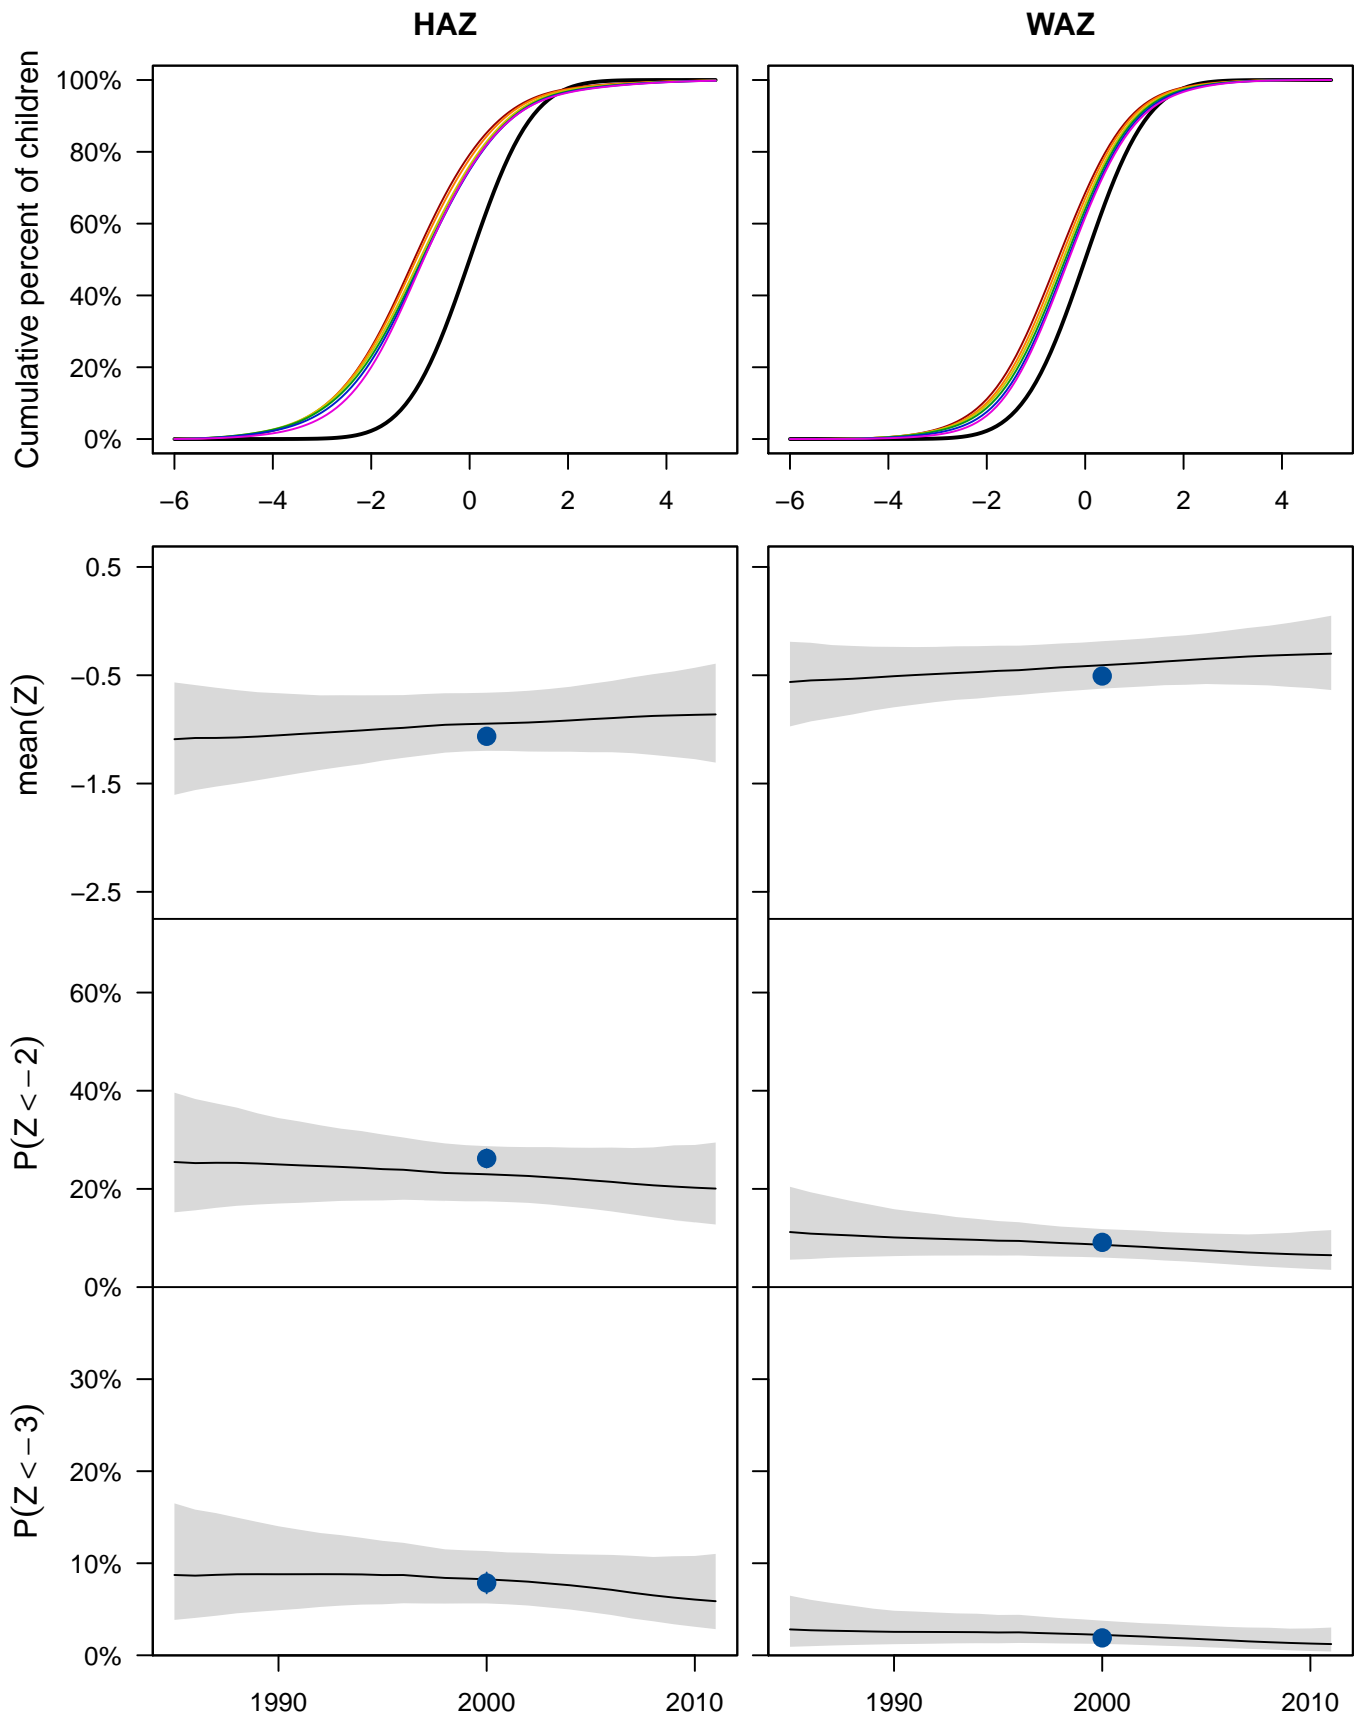 HAZ WAZ
Cumulative percent of children
100%
80%
60%
40%
20%
0%
−6 −4 −2 0 2 4 −6 −4 −2 0 2 4
mean(Z)
0.5
−0.5
−1.5
−2.5
P(Z < −2)
60%
40%
20%
0%
P(Z < −3)
30%
20%
10%
0%
1990 2000 2010 1990 2000 2010